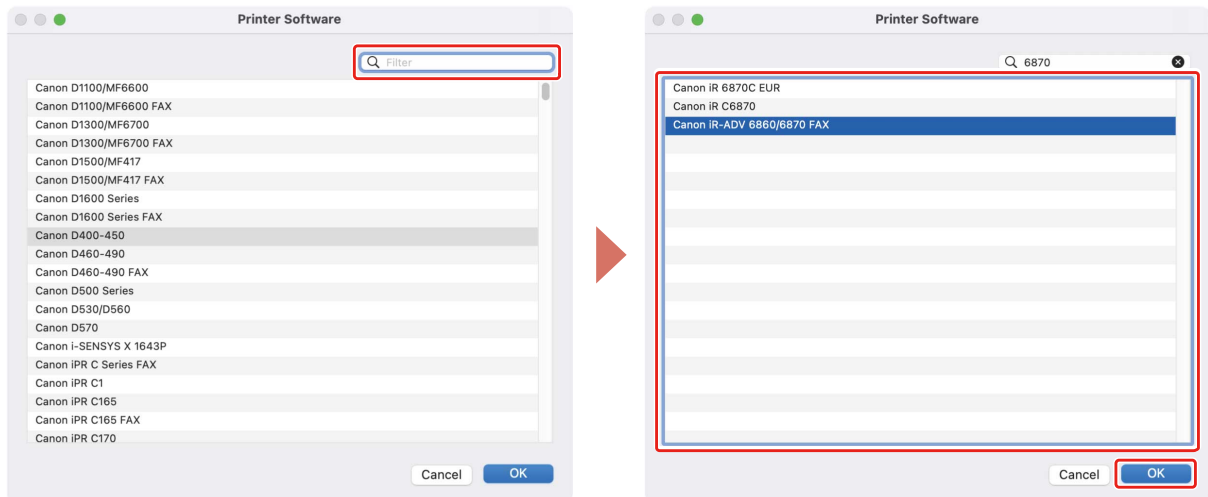 Printer Software
Filter
Canon D1100/MF6600
Canon D1100/MF6600 FAX
Canon D1300/MF6700
Canon D1300/MF6700 FAX
Canon D1500/MF417
Canon D1500/MF417 FAX
Canon D1600 Series
Canon D1600 Series FAX
Canon D400-450
Canon D460-490
Canon D460-490 FAX
Canon D500 Series
Canon D530/D560
Canon D570
Canon i-SENSYS X 1643P
Canon iPR C Series FAX
Canon iPR C1
Canon iPR C165
Canon iPR C165 FAX
Canon iPR C170
Cancel OK
Printer Software
6870
Canon iR 6870C EUR
Canon iR C6870
Canon iR-ADV 6860/6870 FAX
Cancel OK